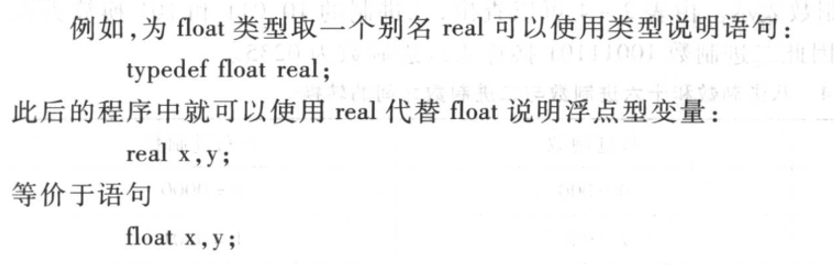 例如,为 float 类型取一个别名 real 可以使用类型说明语句:
typedef float real;
此后的程序中就可以使用 real 代替 float 说明浮点型变量:
real x,y;
等价于语句
float x,y;